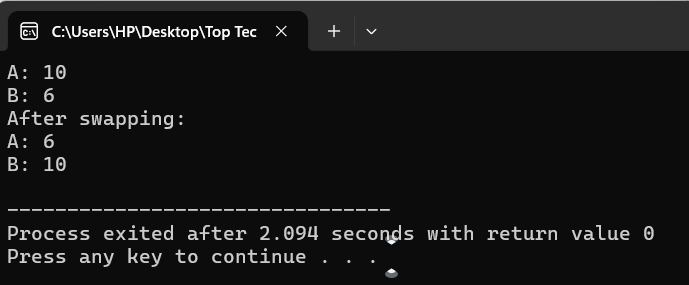 C:\Users\HP\Desktop\Top Tec
A: 10
B: 6
After swapping:
A: 6
B: 10
--------------------------------
Process exited after 2.094 seconds with return value 0
Press any key to continue . . .